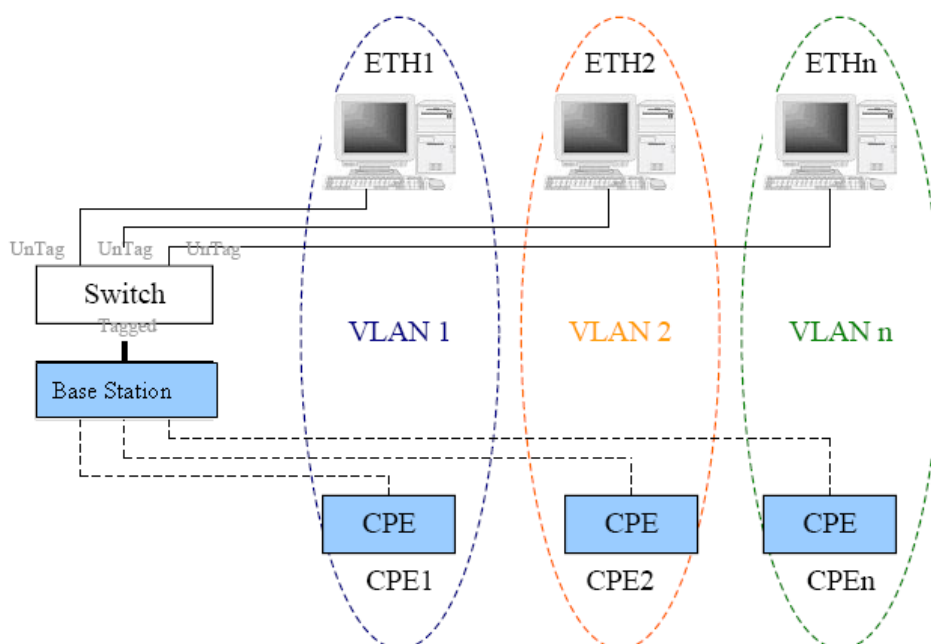 ETH1 ETH2 ETHn
UnTag UnTag UnTag
Switch
Tagged
VLAN 1 VLAN 2 VLAN n
Base Station
CPE CPE CPE
CPE1 CPE2 CPEn